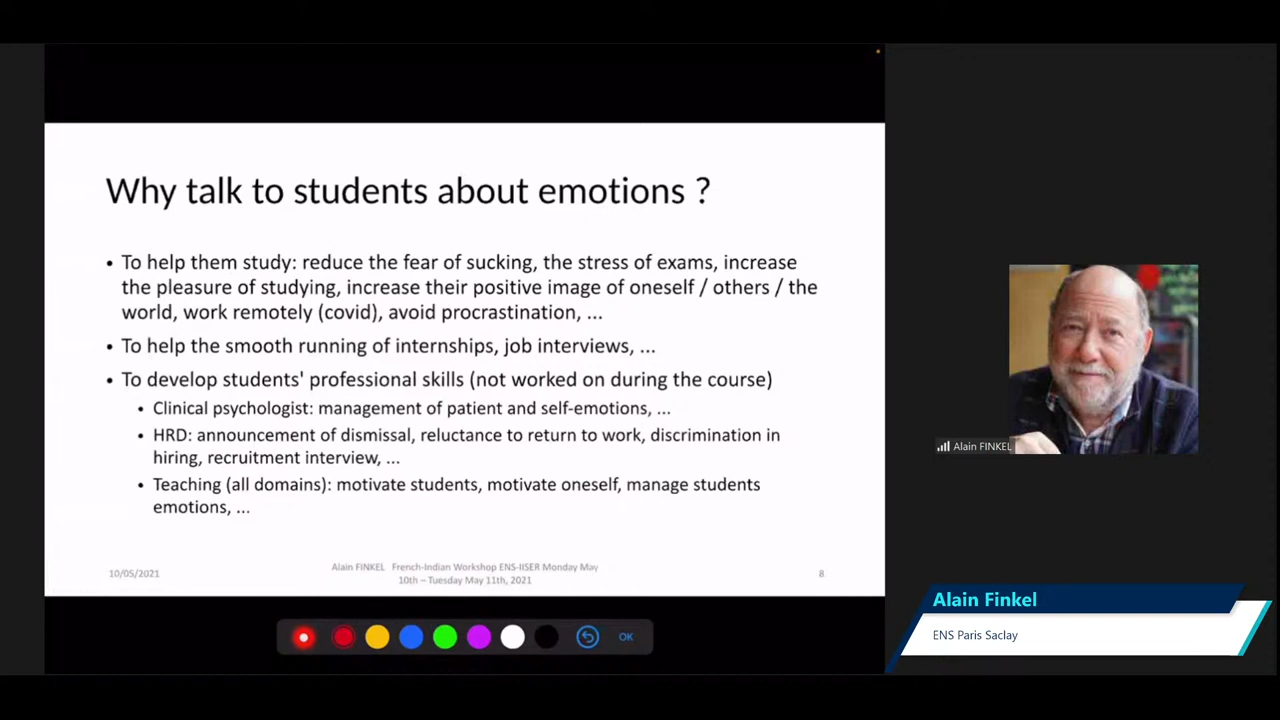 Why talk to students about emotions ?
• To help them study: reduce the fear of sucking, the stress of exams, increase
the pleasure of studying, increase their positive image of oneself / others / the
world, work remotely (covid), avoid procrastination, ...
• To help the smooth running of internships, job interviews, ...
• To develop students' professional skills (not worked on during the course)
• Clinical psychologist: management of patient and self-emotions, ...
• HRD: announcement of dismissal, reluctance to return to work, discrimination in
hiring, recruitment interview, ...
• Teaching (all domains): motivate students, motivate oneself, manage students
emotions, ...
10/05/2021
Alain FINKEL French-Indian Workshop ENS-IISER Monday May
10th – Tuesday May 11th, 2021
8
OK
Alain FINKEL
Alain Finkel
ENS Paris Saclay